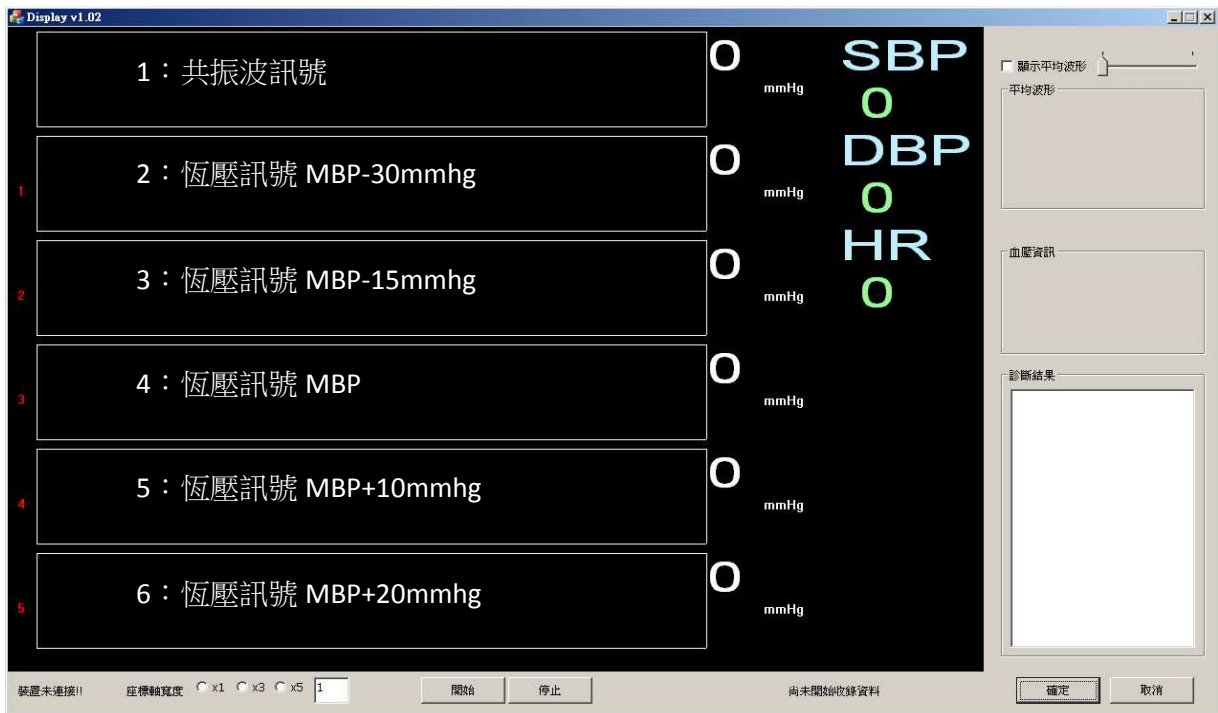 Display v1.02
1：共振波訊號
0
mmHg
SBP
0
顯示平均波形
平均波形
1
2：恆壓訊號 MBP-30mmhg
0
mmHg
DBP
0
2
3：恆壓訊號 MBP-15mmhg
0
mmHg
HR
0
血壓資訊
3
4：恆壓訊號 MBP
0
mmHg
診斷結果
4
5：恆壓訊號 MBP+10mmhg
0
mmHg
5
6：恆壓訊號 MBP+20mmhg
0
mmHg
裝置未連接!!
座標軸寬度
x1
x3
x5
1
開始
停止
尚未開始收錄資料
確定
取消